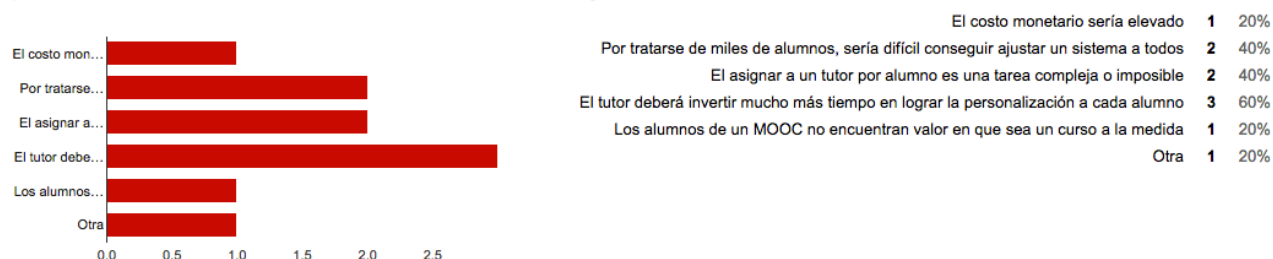 El costo mon...
Por tratarse...
El asignar a...
El tutor debe...
Los alumnos...
Otra
0.0 0.5 1.0 1.5 2.0 2.5
El costo monetario sería elevado 1 20%
Por tratarse de miles de alumnos, sería difícil conseguir ajustar un sistema a todos 2 40%
El asignar a un tutor por alumno es una tarea compleja o imposible 2 40%
El tutor deberá invertir mucho más tiempo en lograr la personalización a cada alumno 3 60%
Los alumnos de un MOOC no encuentran valor en que sea un curso a la medida 1 20%
Otra 1 20%